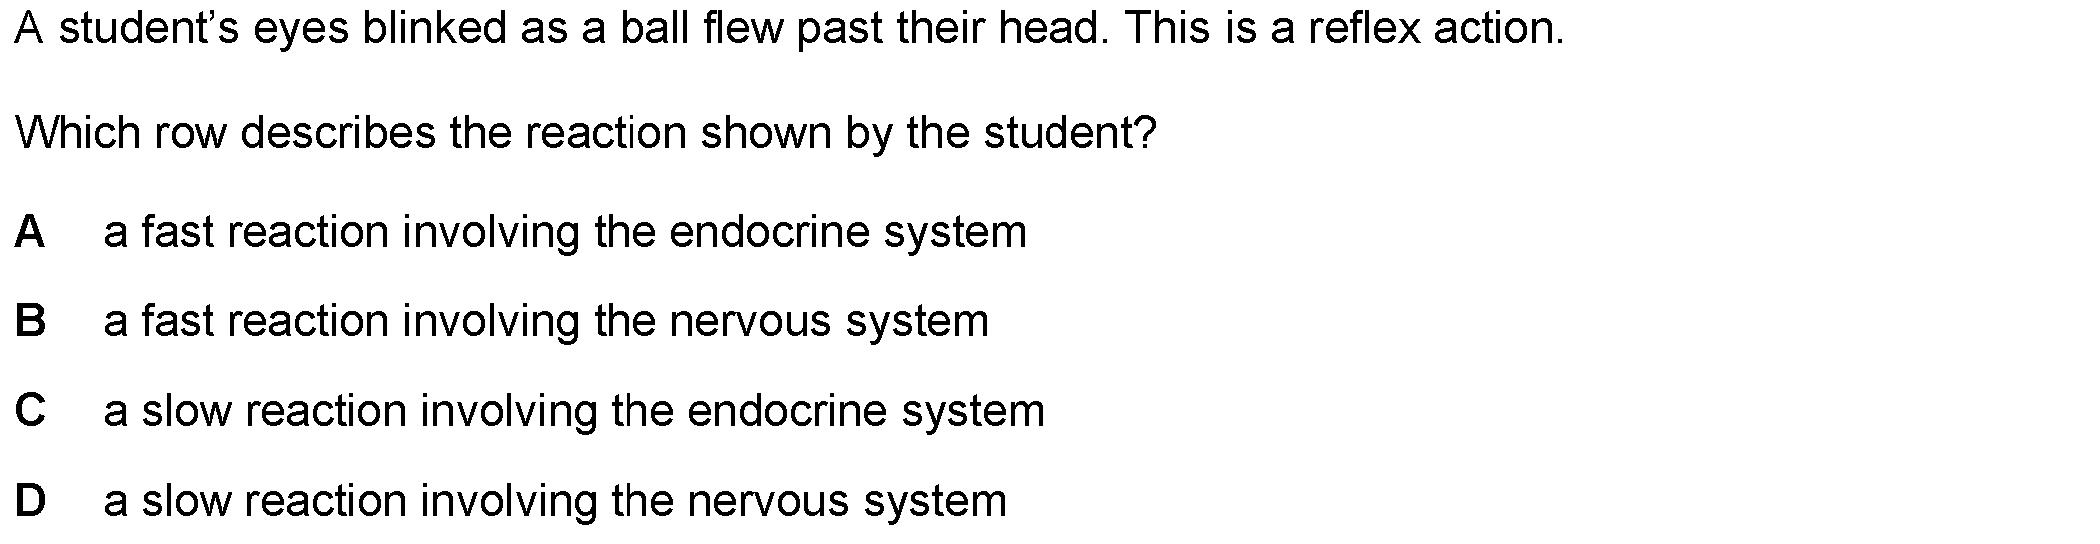 A student’s eyes blinked as a ball flew past their head. This is a reflex action.
Which row describes the reaction shown by the student?
A a fast reaction involving the endocrine system
B a fast reaction involving the nervous system
C a slow reaction involving the endocrine system
D a slow reaction involving the nervous system